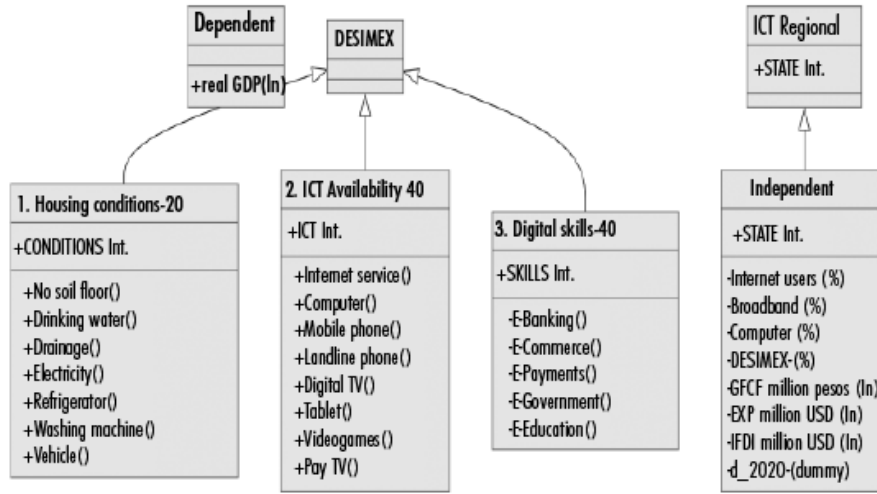 Dependent
+real GDP(ln)
DESIMEX
ICT Regional
+STATE Int.
1. Housing conditions-20
+CONDITIONS Int.
+No soil floor()
+Drinking water()
+Drainage()
+Electricity()
+Refrigerator()
+Washing machine()
+Vehicle()
2. ICT Availability 40
+ICT Int.
+Internet service()
+Computer()
+Mobile phone()
+Landline phone()
+Digital TV()
+Tablet()
+Videogames()
+Pay TV()
3. Digital skills-40
+SKILLS Int.
-E-Banking()
-E-Commerce()
-E-Payments()
-E-Government()
-E-Education()
Independent
+STATE Int.
-Internet users (%)
-Broadband (%)
-Computer (%)
-DESIMEX-(%)
-GFCF million pesos (ln)
-EXP million USD (ln)
-IFDI million USD (ln)
-d_2020-(dummy)